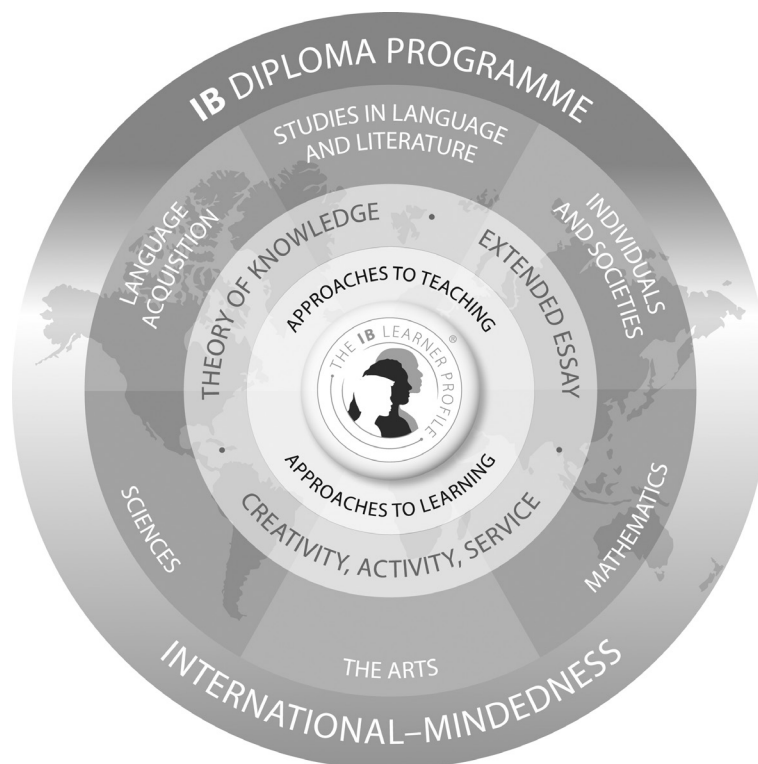 IB DIPLOMA PROGRAMME
STUDIES IN LANGUAGE
AND LITERATURE
LANGUAGE
ACQUISITION
INDIVIDUALS
AND SOCIETIES
THEORY OF KNOWLEDGE
EXTENDED ESSAY
APPROACHES TO TEACHING
• THE IB LEARNER PROFILE •
®
APPROACHES TO LEARNING
CREATIVITY, ACTIVITY, SERVICE
SCIENCES
MATHEMATICS
THE ARTS
INTERNATIONAL–MINDEDNESS